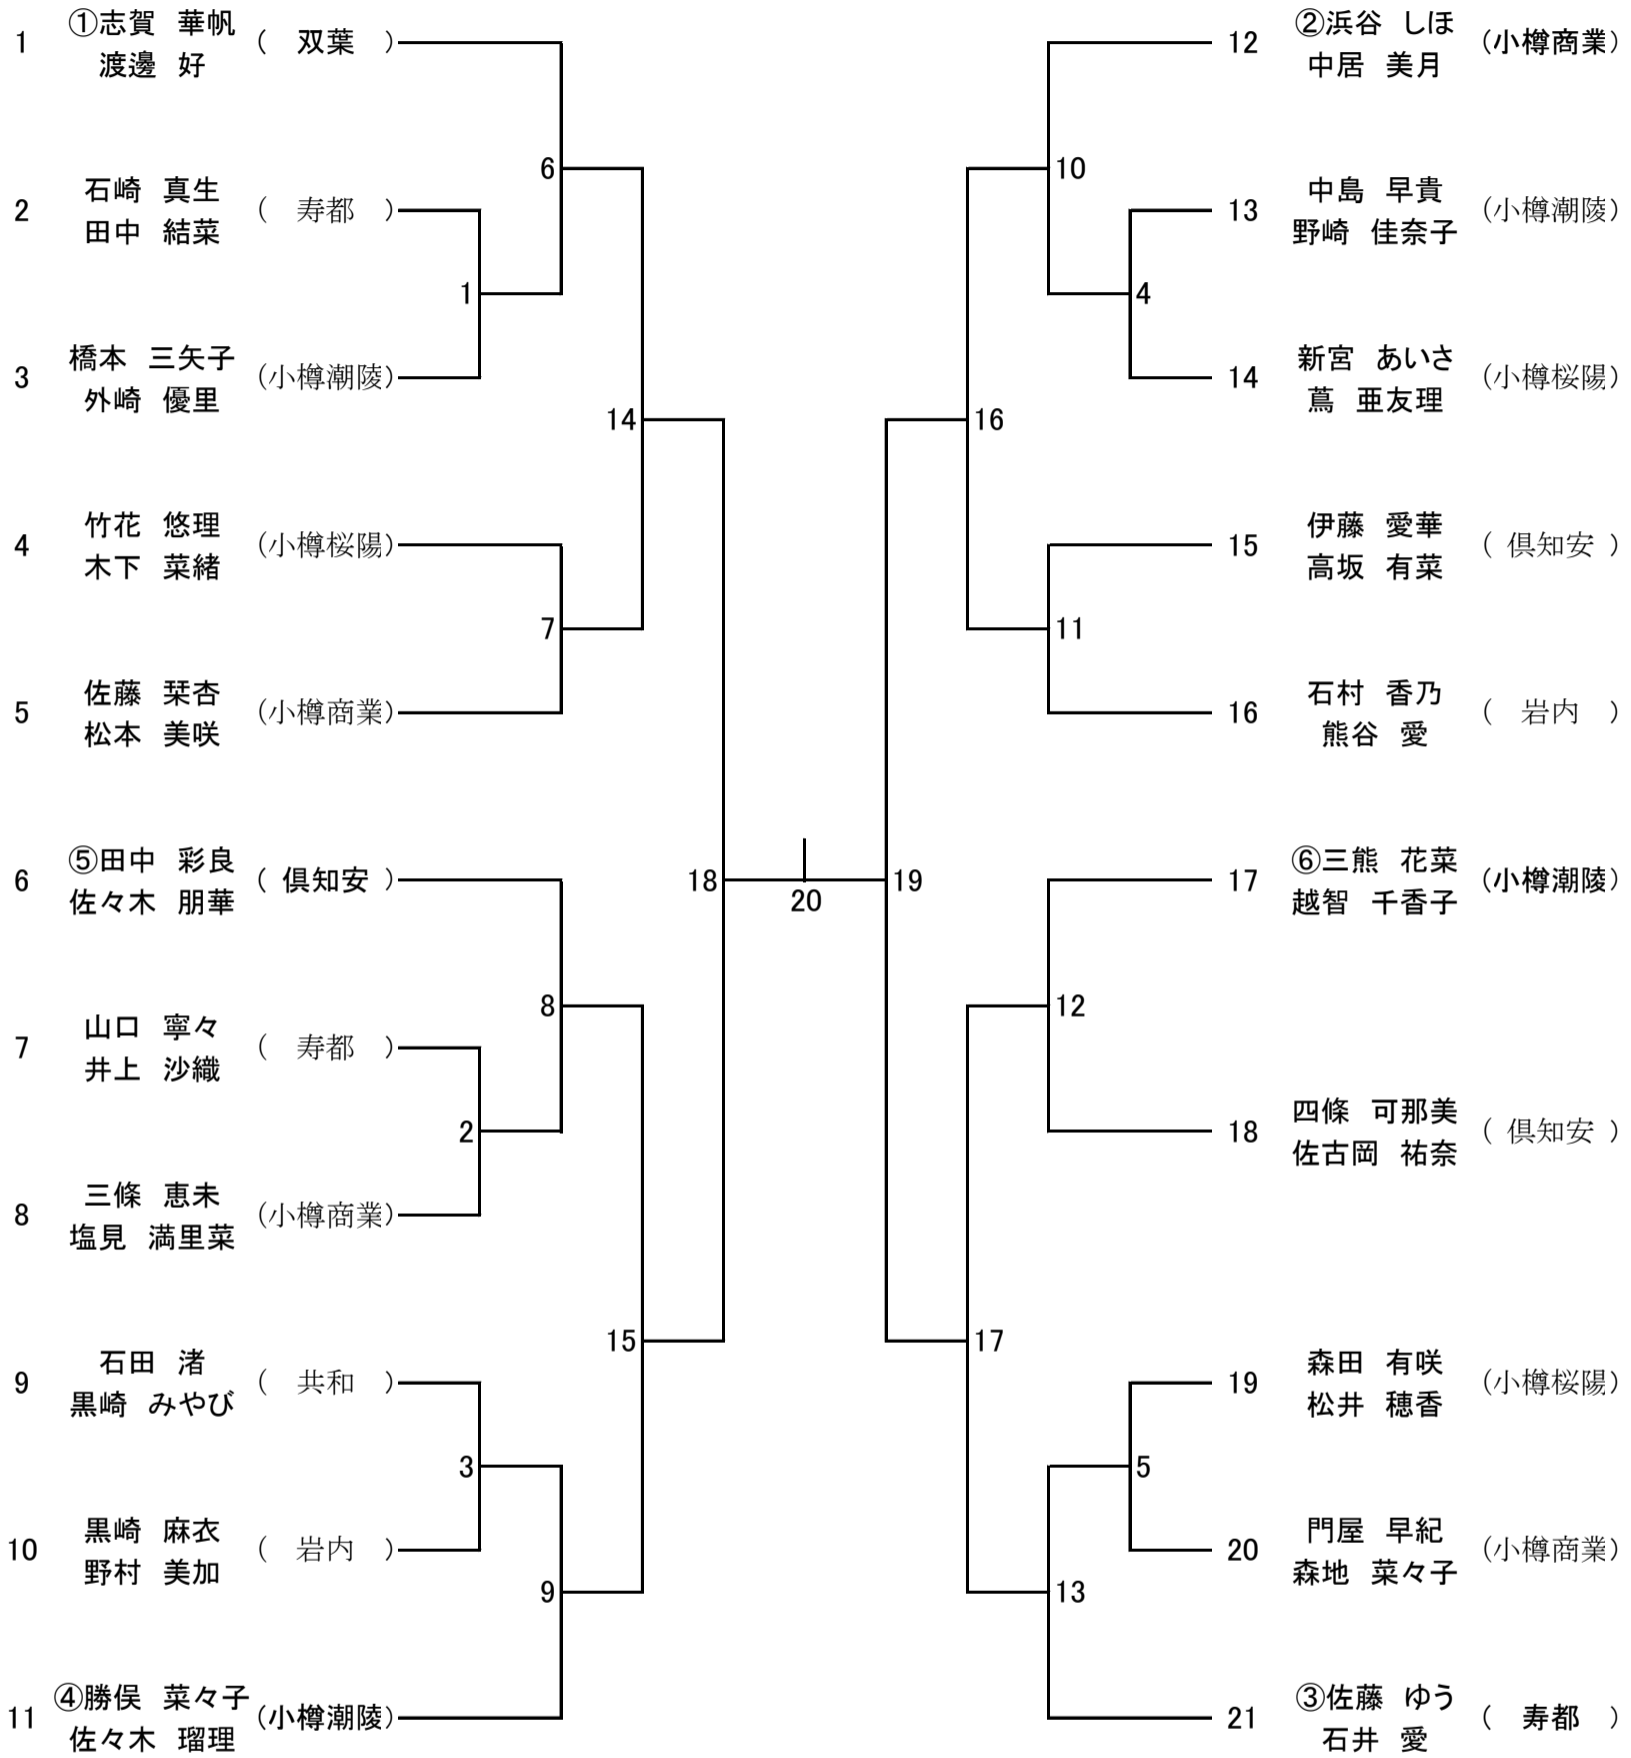 1 ①志賀 華帆 ( 双葉 )
渡邊 好
6
2 石崎 真生 ( 寿都 )
田中 結菜
1
3 橋本 三矢子 (小樽潮陵)
外崎 優里
14
4 竹花 悠理 (小樽桜陽)
木下 菜緒
7
5 佐藤 栞杏 (小樽商業)
松本 美咲
18
6 ⑤田中 彩良 ( 倶知安 )
佐々木 朋華
8
7 山口 寧々 ( 寿都 )
井上 沙織
2
8 三條 恵未 (小樽商業)
塩見 満里菜
15
9 石田 渚 ( 共和 )
黒崎 みやび
3
10 黒崎 麻衣 ( 岩内 )
野村 美加
9
11 ④勝俣 菜々子 (小樽潮陵)
佐々木 瑠理
20
12 ②浜谷 しほ (小樽商業)
中居 美月
10
13 中島 早貴 (小樽潮陵)
野崎 佳奈子
4
14 新宮 あいさ (小樽桜陽)
蔦 亜友理
16
15 伊藤 愛華 ( 倶知安 )
高坂 有菜
11
16 石村 香乃 ( 岩内 )
熊谷 愛
19
17 ⑥三熊 花菜 (小樽潮陵)
越智 千香子
12
18 四條 可那美 ( 倶知安 )
佐古岡 祐奈
17
19 森田 有咲 (小樽桜陽)
松井 穂香
5
20 門屋 早紀 (小樽商業)
森地 菜々子
13
21 ③佐藤 ゆう ( 寿都 )
石井 愛